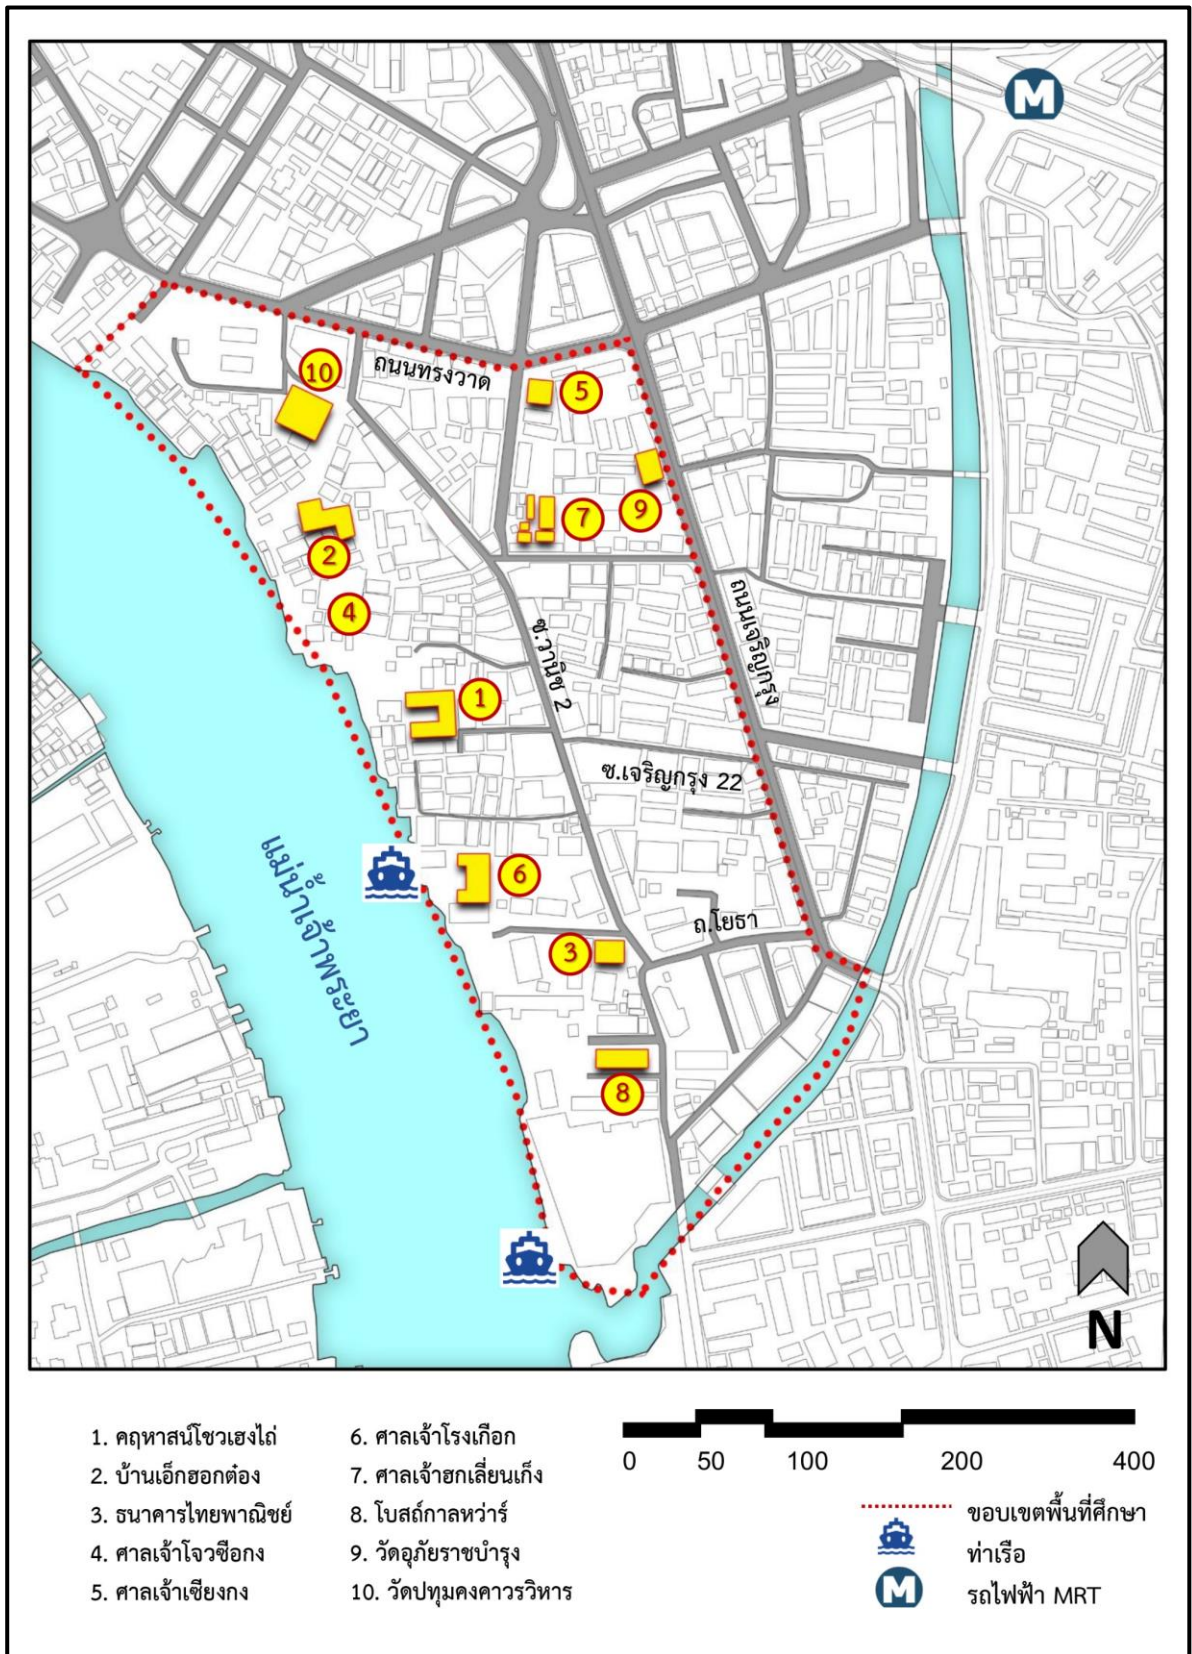 M
10
ถนนทรงวาด
5
9
7
2
4
ถนนเจริญกรุง
ซ.วานิช 2
1
ซ.เจริญกรุง 22
แม่น้ำเจ้าพระยา
6
ถ.โยธา
3
8
N
1. คฤหาสน์โซวเฮงไถ่
2. บ้านเอ็กฮอกต๋อง
3. ธนาคารไทยพาณิชย์
4. ศาลเจ้าโจวซือกง
5. ศาลเจ้าเซียงกง
6. ศาลเจ้าโรงเกือก
7. ศาลเจ้าฮกเลี่ยนเก็ง
8. โบสถ์กาลหว่าร์
9. วัดอุภัยราชบำรุง
10. วัดปทุมคงคาวรวิหาร
0 50 100 200 400
ขอบเขตพื้นที่ศึกษา
ท่าเรือ
M รถไฟฟ้า MRT